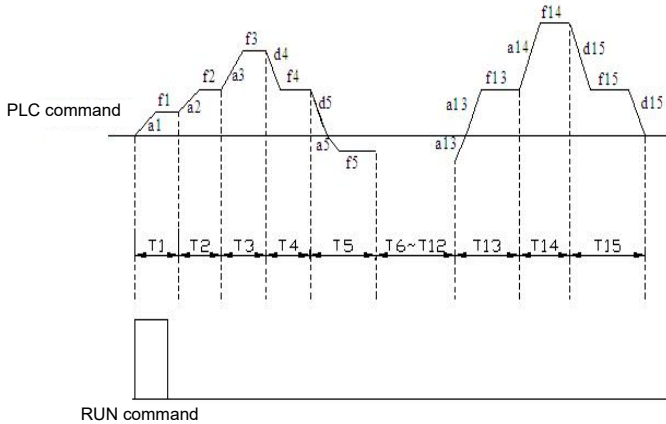 f14
f3
a14
d15
d4
f1
f2
a3
f4
f13
f15
PLC command
a1
a2
d5
a13
d15
a5
a13
f5
T1 T2 T3 T4 T5 T6~T12 T13 T14 T15
RUN command